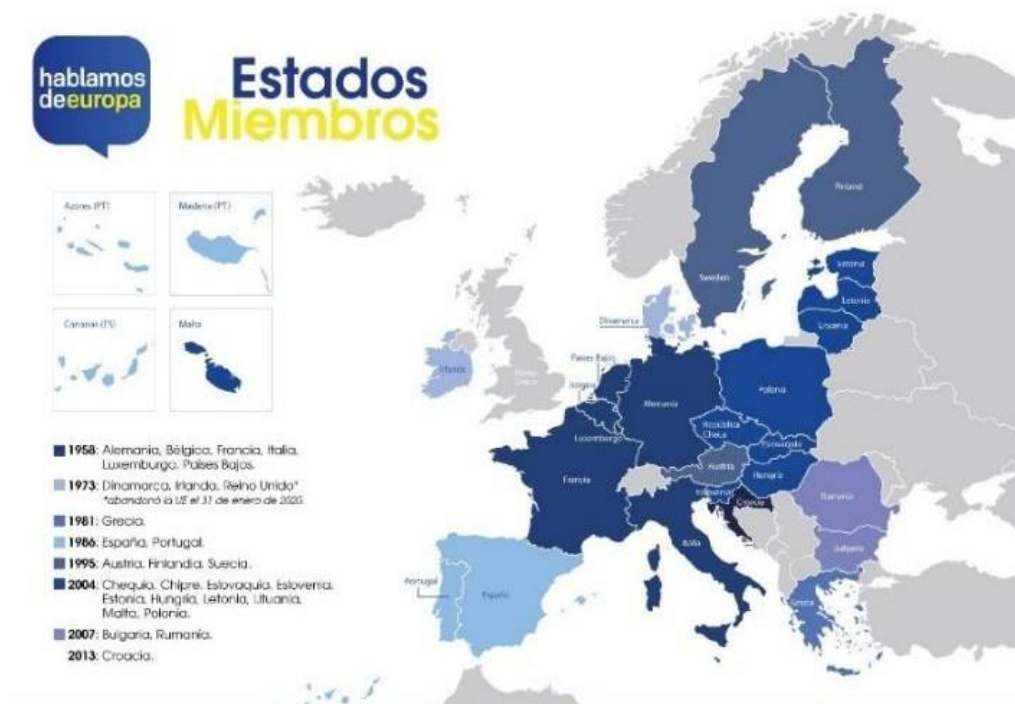 hablamos
deeuropa
Estados
Miembros
Azores (PT)
Madeira (PT)
Canarias (ES)
Malta
1958: Alemania, Bélgica, Francia, Italia,
Luxemburgo, Países Bajos.
1973: Dinamarca, Irlanda, Reino Unido*
*abandonó la UE el 31 de enero de 2020.
1981: Grecia.
1986: España, Portugal.
1995: Austria, Finlandia, Suecia.
2004: Chequia, Chipre, Eslovaquia, Eslovenia,
Estonia, Hungría, Letonia, Lituania,
Malta, Polonia.
2007: Bulgaria, Rumanía.
2013: Croacia.
Finland
Sweden
Estonia
Letonia
Lituania
Dinamarca
Irlanda
Reino
Unido
Países Bajos
Bélgica
Polonia
Alemania
Luxemburgo
República
Checa
Eslovaquia
Austria
Hungría
Francia
Eslovenia
Croacia
Rumanía
Italia
Bulgaria
Portugal
España
Grecia